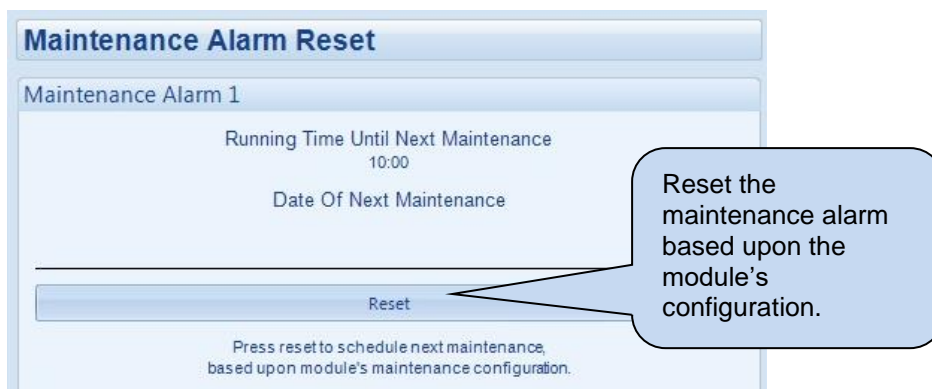 Maintenance Alarm Reset
Maintenance Alarm 1
Running Time Until Next Maintenance
10:00
Date Of Next Maintenance
Reset
Press reset to schedule next maintenance,
based upon module's maintenance configuration.
Reset the
maintenance alarm
based upon the
module's
configuration.